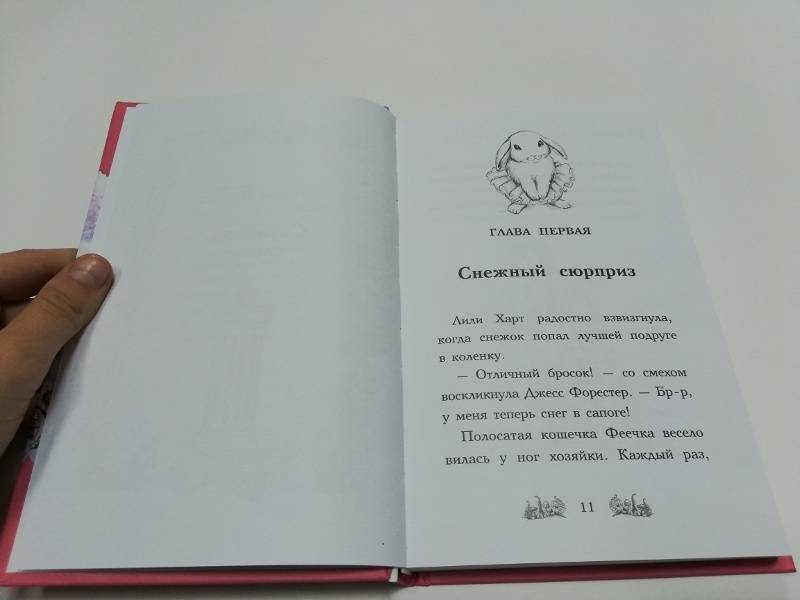 ГЛАВА ПЕРВАЯ
Снежный сюрприз
Лили Харт радостно взвизгнула,
когда снежок попал лучшей подруге
в коленку.
— Отличный бросок! — со смехом
воскликнула Джесс Форестер. — Бр-р,
у меня теперь снег в сапоге!
Полосатая кошечка Феечка весело
вилась у ног хозяйки. Каждый раз,
11